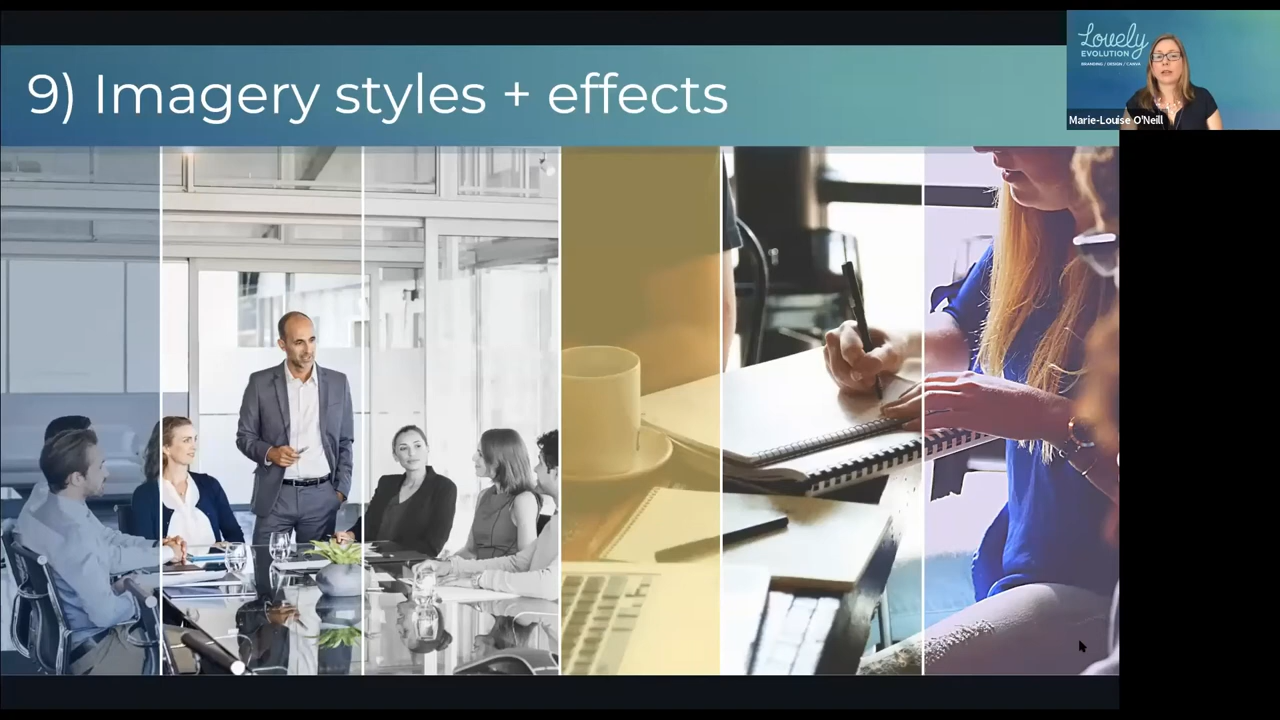 9) Imagery styles + effects
Lovely
EVOLUTION
BRANDING / DESIGN / CANVA
Marie-Louise O'Neill